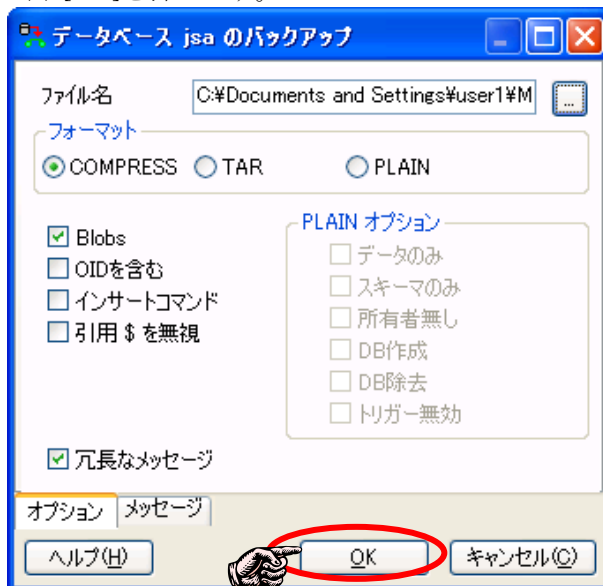 データベース jsa のバックアップ
ファイル名 C:¥Documents and Settings¥user1¥M ...
フォーマット
COMPRESS TAR PLAIN
Blobs
OIDを含む
インサートコマンド
引用 $ を無視
PLAIN オプション
データのみ
スキーマのみ
所有者無し
DB作成
DB除去
トリガー無効
冗長なメッセージ
オプション メッセージ
ヘルプ(H) OK キャンセル(C)